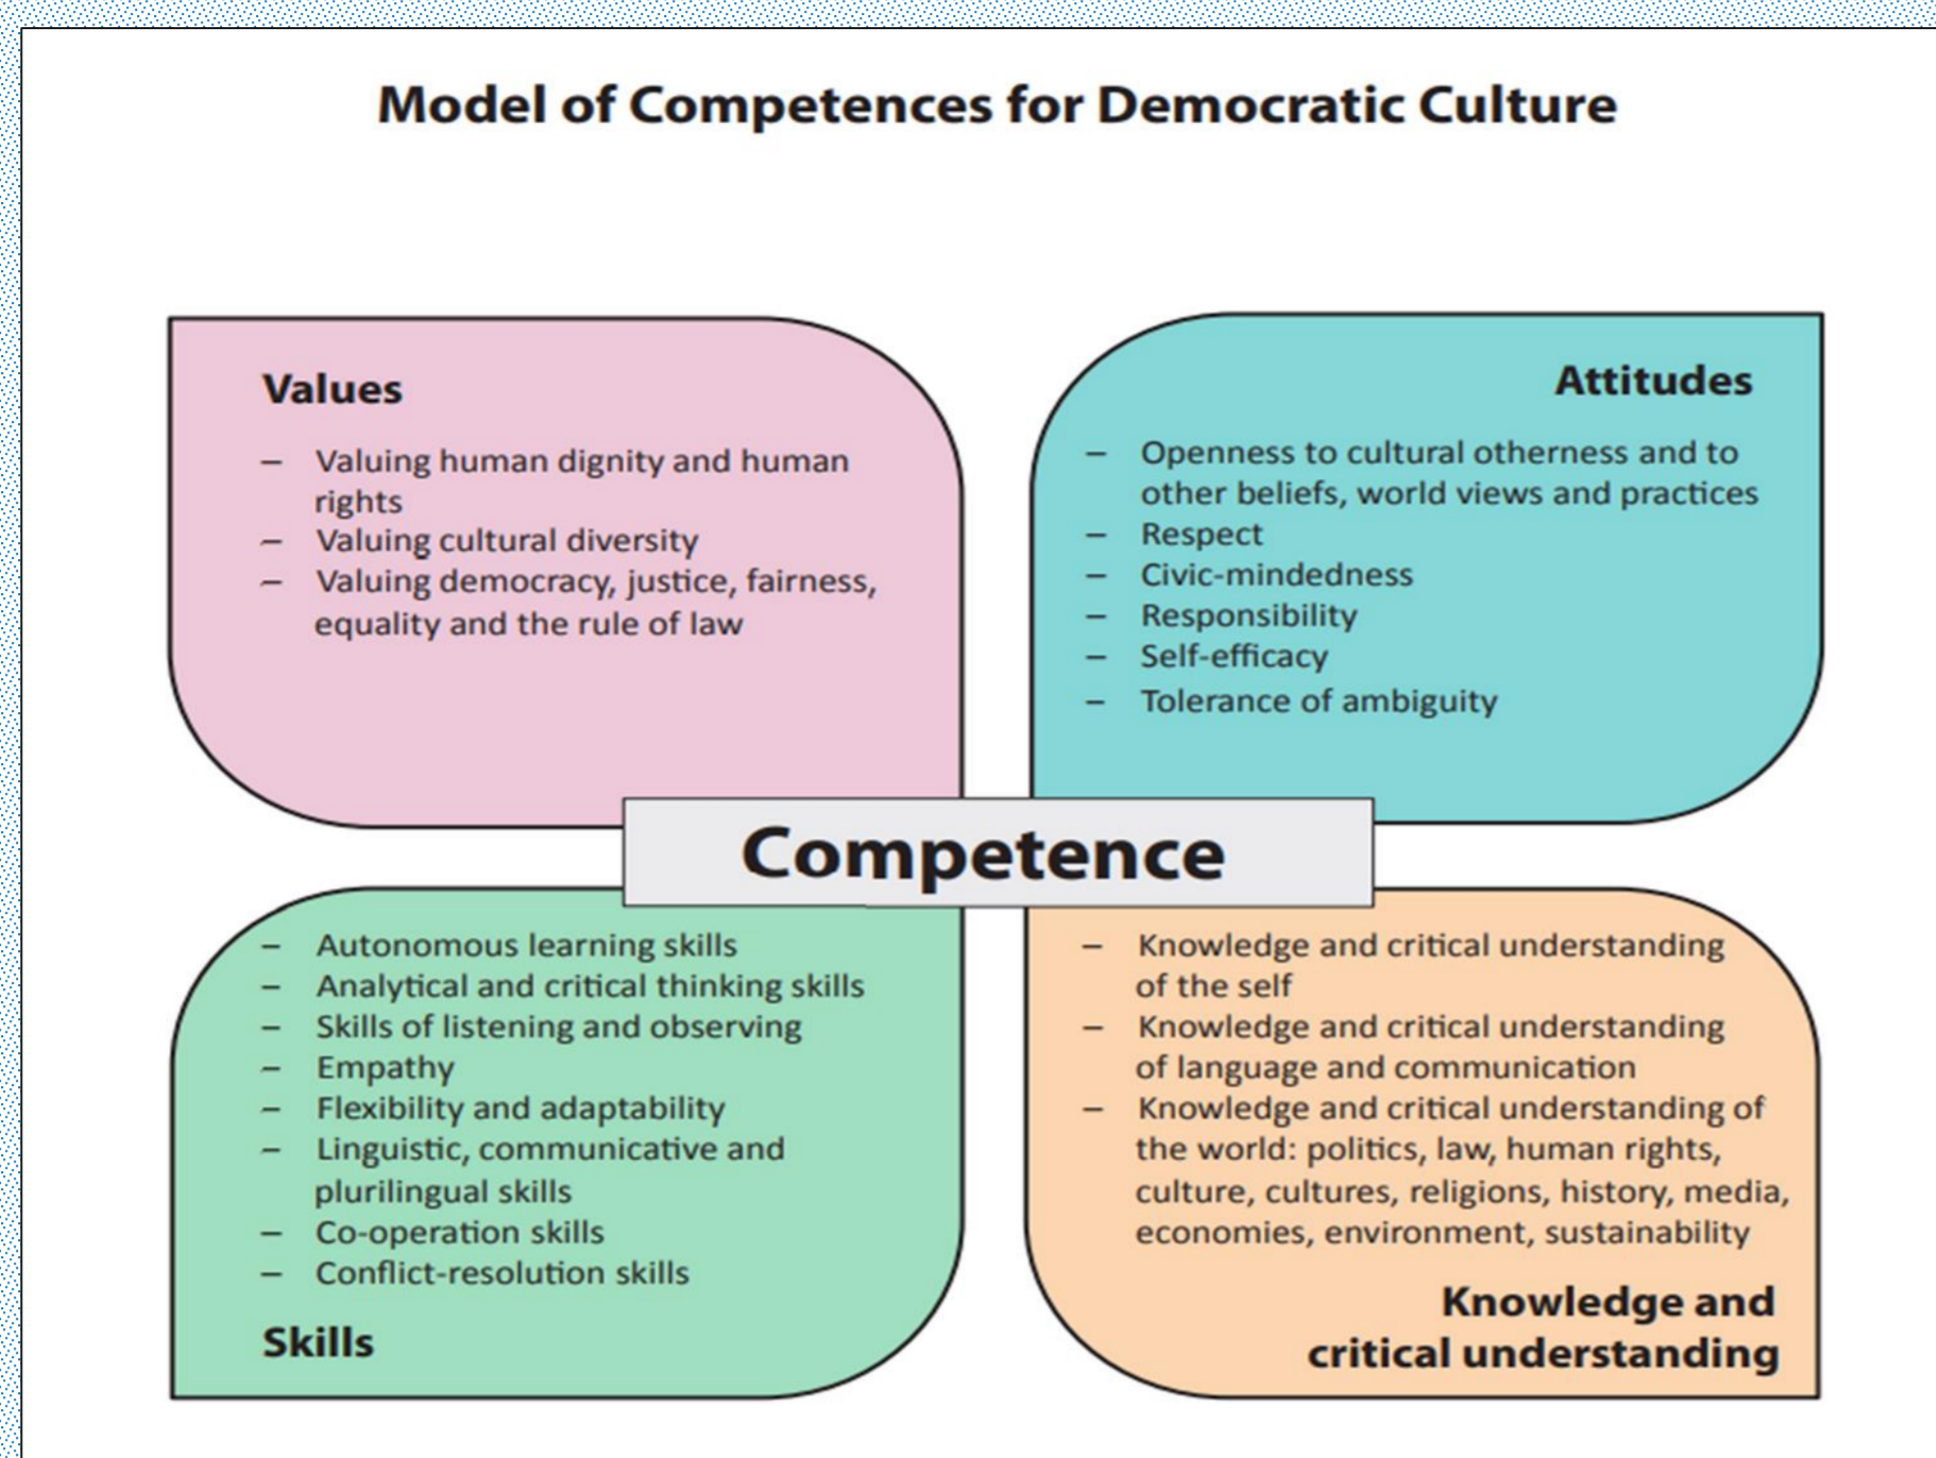 Model of Competences for Democratic Culture
Values
– Valuing human dignity and human
rights
– Valuing cultural diversity
– Valuing democracy, justice, fairness,
equality and the rule of law
Attitudes
– Openness to cultural otherness and to
other beliefs, world views and practices
– Respect
– Civic-mindedness
– Responsibility
– Self-efficacy
– Tolerance of ambiguity
Competence
– Autonomous learning skills
– Analytical and critical thinking skills
– Skills of listening and observing
– Empathy
– Flexibility and adaptability
– Linguistic, communicative and
plurilingual skills
– Co-operation skills
– Conflict-resolution skills
Skills
– Knowledge and critical understanding
of the self
– Knowledge and critical understanding
of language and communication
– Knowledge and critical understanding of
the world: politics, law, human rights,
culture, cultures, religions, history, media,
economies, environment, sustainability
Knowledge and
critical understanding